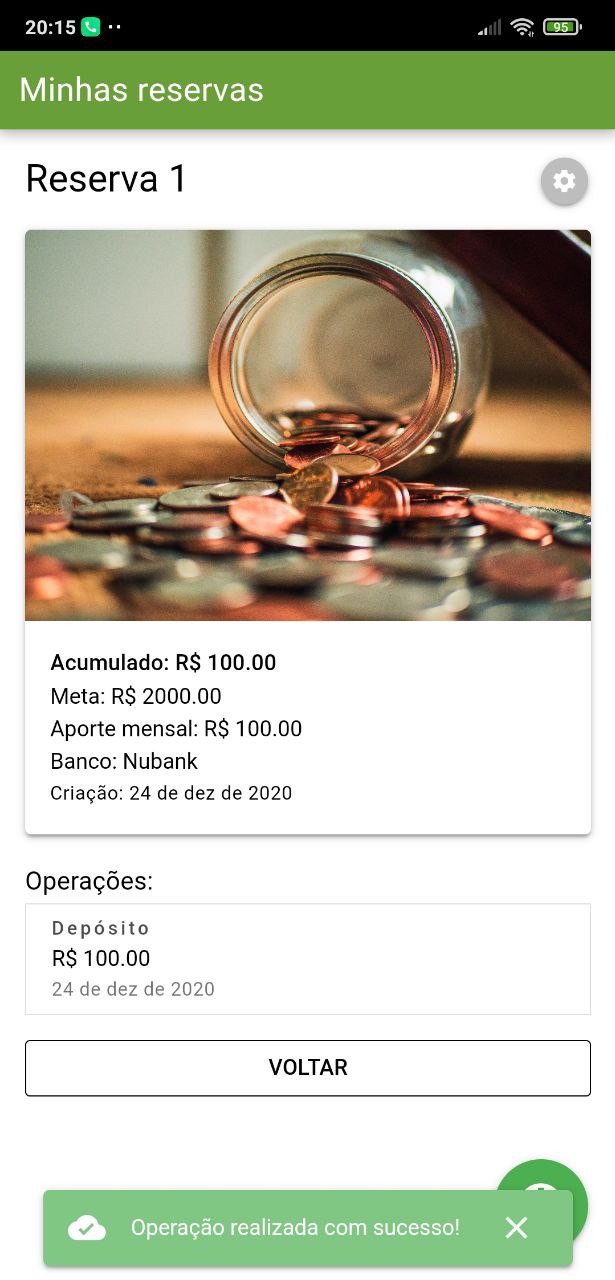 20:15
95
Minhas reservas
Reserva 1
Acumulado: R$ 100.00
Meta: R$ 2000.00
Aporte mensal: R$ 100.00
Banco: Nubank
Criação: 24 de dez de 2020
Operações:
Depósito
R$ 100.00
24 de dez de 2020
VOLTAR
Operação realizada com sucesso!